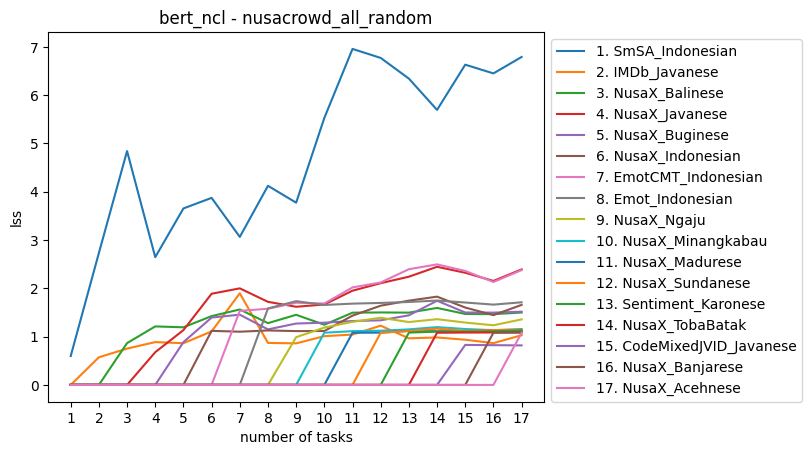 bert_ncl - nusacrowd_all_random
lss
7
6
5
4
3
2
1
0
1 2 3 4 5 6 7 8 9 10 11 12 13 14 15 16 17
number of tasks
1. SmSA_Indonesian
2. IMDb_Javanese
3. NusaX_Balinese
4. NusaX_Javanese
5. NusaX_Buginese
6. NusaX_Indonesian
7. EmotCMT_Indonesian
8. Emot_Indonesian
9. NusaX_Ngaju
10. NusaX_Minangkabau
11. NusaX_Madurese
12. NusaX_Sundanese
13. Sentiment_Karonese
14. NusaX_TobaBatak
15. CodeMixedJVID_Javanese
16. NusaX_Banjarese
17. NusaX_Acehnese